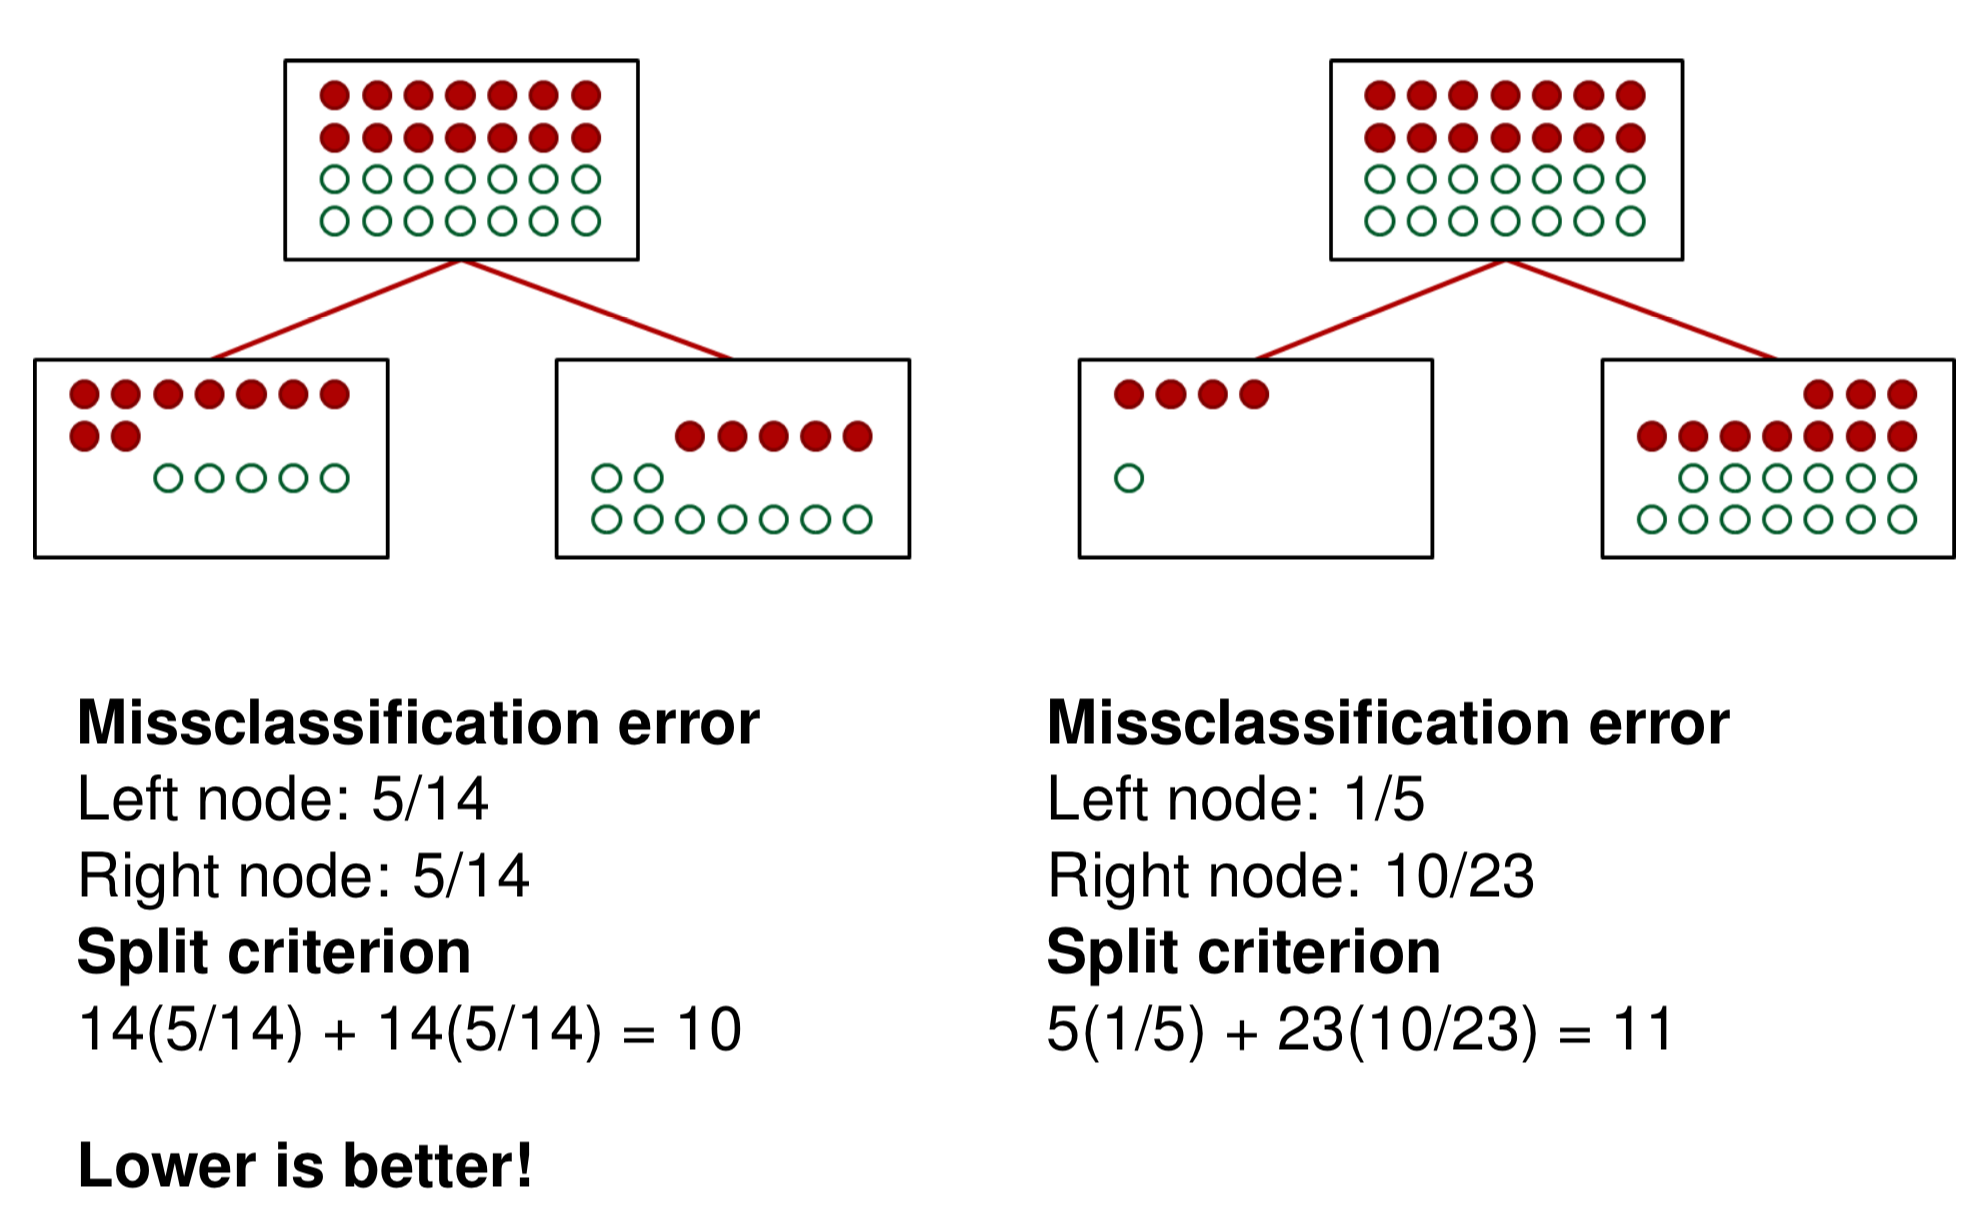 Missclassification error
Left node: 5/14
Right node: 5/14
Split criterion
14(5/14) + 14(5/14) = 10
Lower is better!
Missclassification error
Left node: 1/5
Right node: 10/23
Split criterion
5(1/5) + 23(10/23) = 11